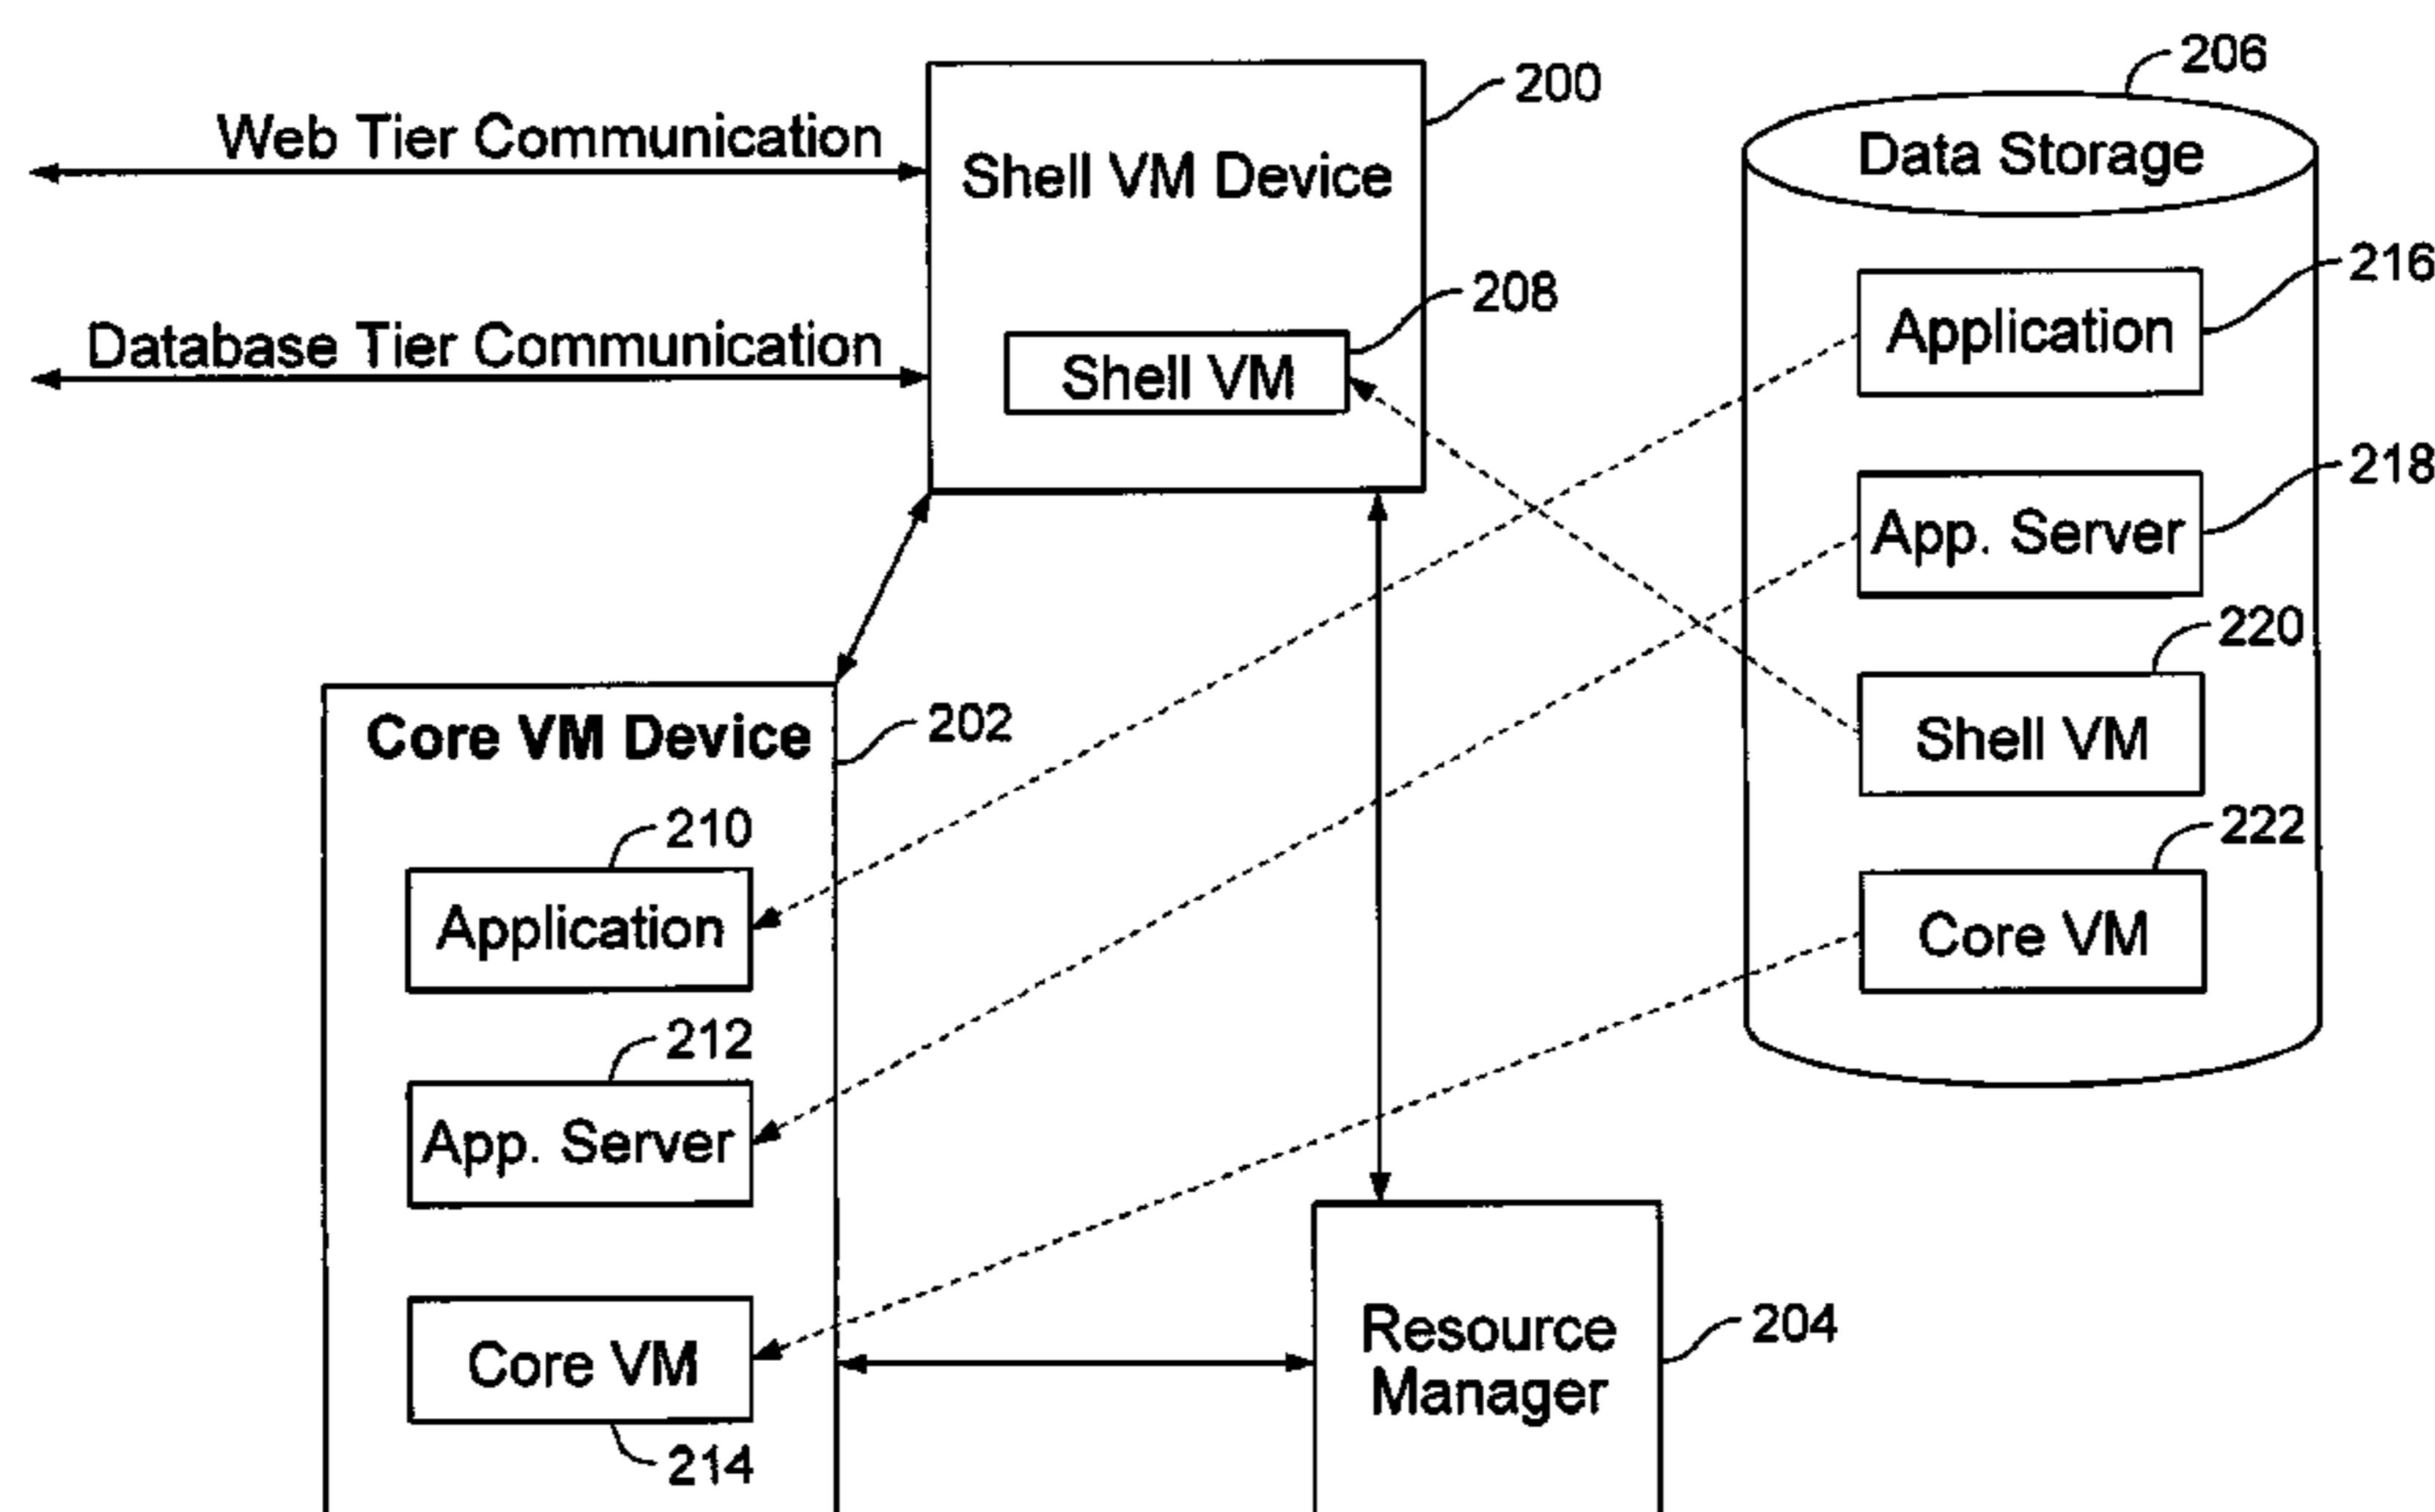 206
200
Web Tier Communication
Data Storage
Shell VM Device
216
208
Application
Database Tier Communication
Shell VM
218
App. Server
220
Core VM Device
202
Shell VM
210
222
Application
Core VM
212
App. Server
Resource
204
Core VM
Manager
214